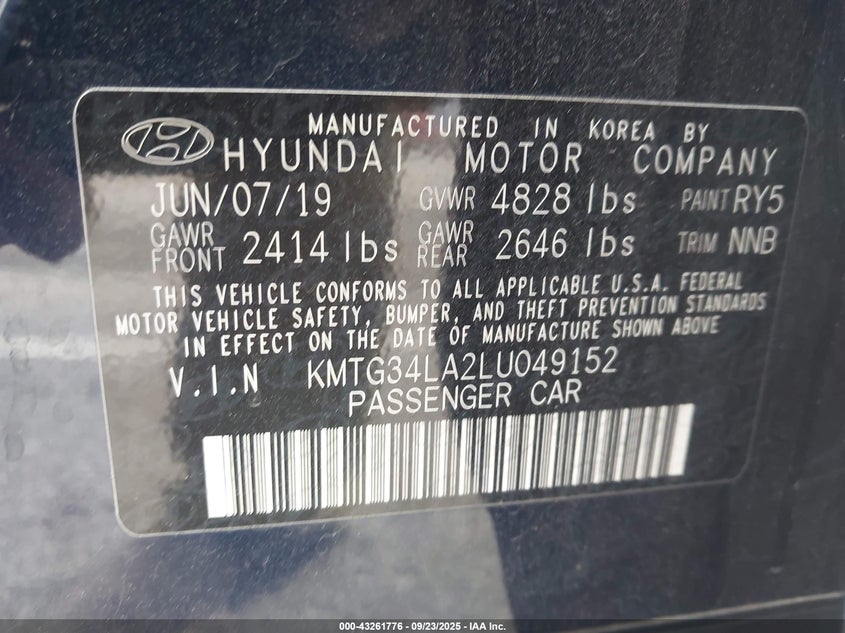 MANUFACTURED IN KOREA BY
HYUNDAI MOTOR COMPANY
JUN/07/19 GVWR 4828 lbs PAINT RY5
GAWR FRONT 2414 lbs GAWR REAR 2646 lbs TRIM NNB
THIS VEHICLE CONFORMS TO ALL APPLICABLE U.S.A. FEDERAL
MOTOR VEHICLE SAFETY, BUMPER, AND THEFT PREVENTION STANDARDS
IN EFFECT ON THE DATE OF MANUFACTURE SHOWN ABOVE
V.I.N KMTG34LA2LU049152
PASSENGER CAR
000-43261776 - 09/23/2025 - IAA Inc.